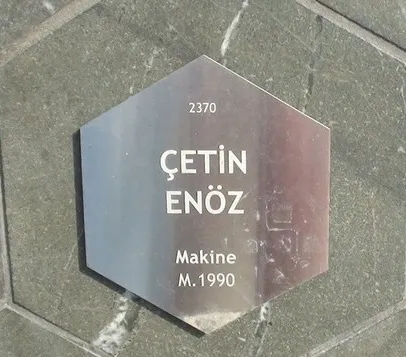 2370
ÇETİN
ENÖZ
Makine
M.1990